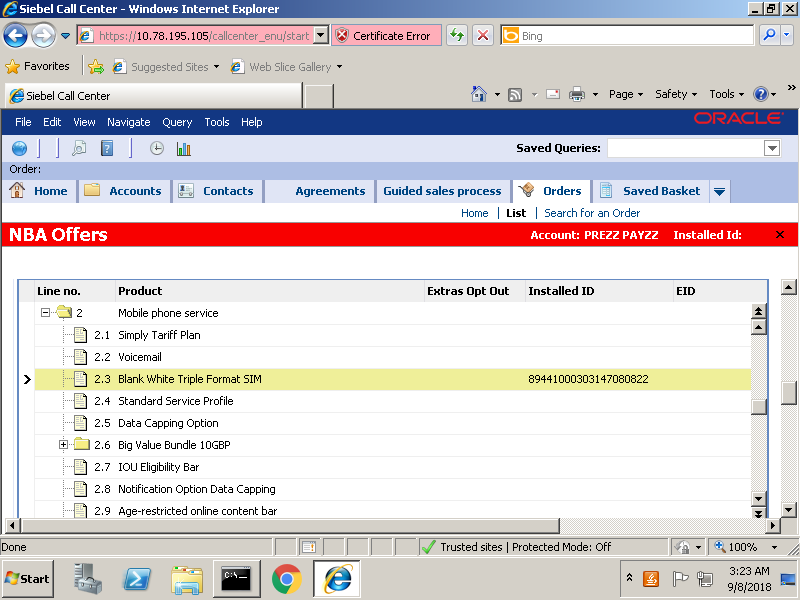 Siebel Call Center - Windows Internet Explorer
https://10.78.195.105/callcenter_enu/start Certificate Error Bing
Favorites Suggested Sites Web Slice Gallery
Siebel Call Center Page Safety Tools »
File Edit View Navigate Query Tools Help ORACLE
Saved Queries:
Order:
Home Accounts Contacts Agreements Guided sales process Orders Saved Basket
Home | List | Search for an Order
NBA Offers Account: PREZZ PAYZZ Installed Id:
Line no. Product Extras Opt Out Installed ID EID
2 Mobile phone service
2.1 Simply Tariff Plan
2.2 Voicemail
2.3 Blank White Triple Format SIM 89441000303147080822
2.4 Standard Service Profile
2.5 Data Capping Option
2.6 Big Value Bundle 10GBP
2.7 IOU Eligibility Bar
2.8 Notification Option Data Capping
2.9 Age-restricted online content bar
Done Trusted sites | Protected Mode: Off 100%
Start C:\ 3:23 AM
9/8/2018